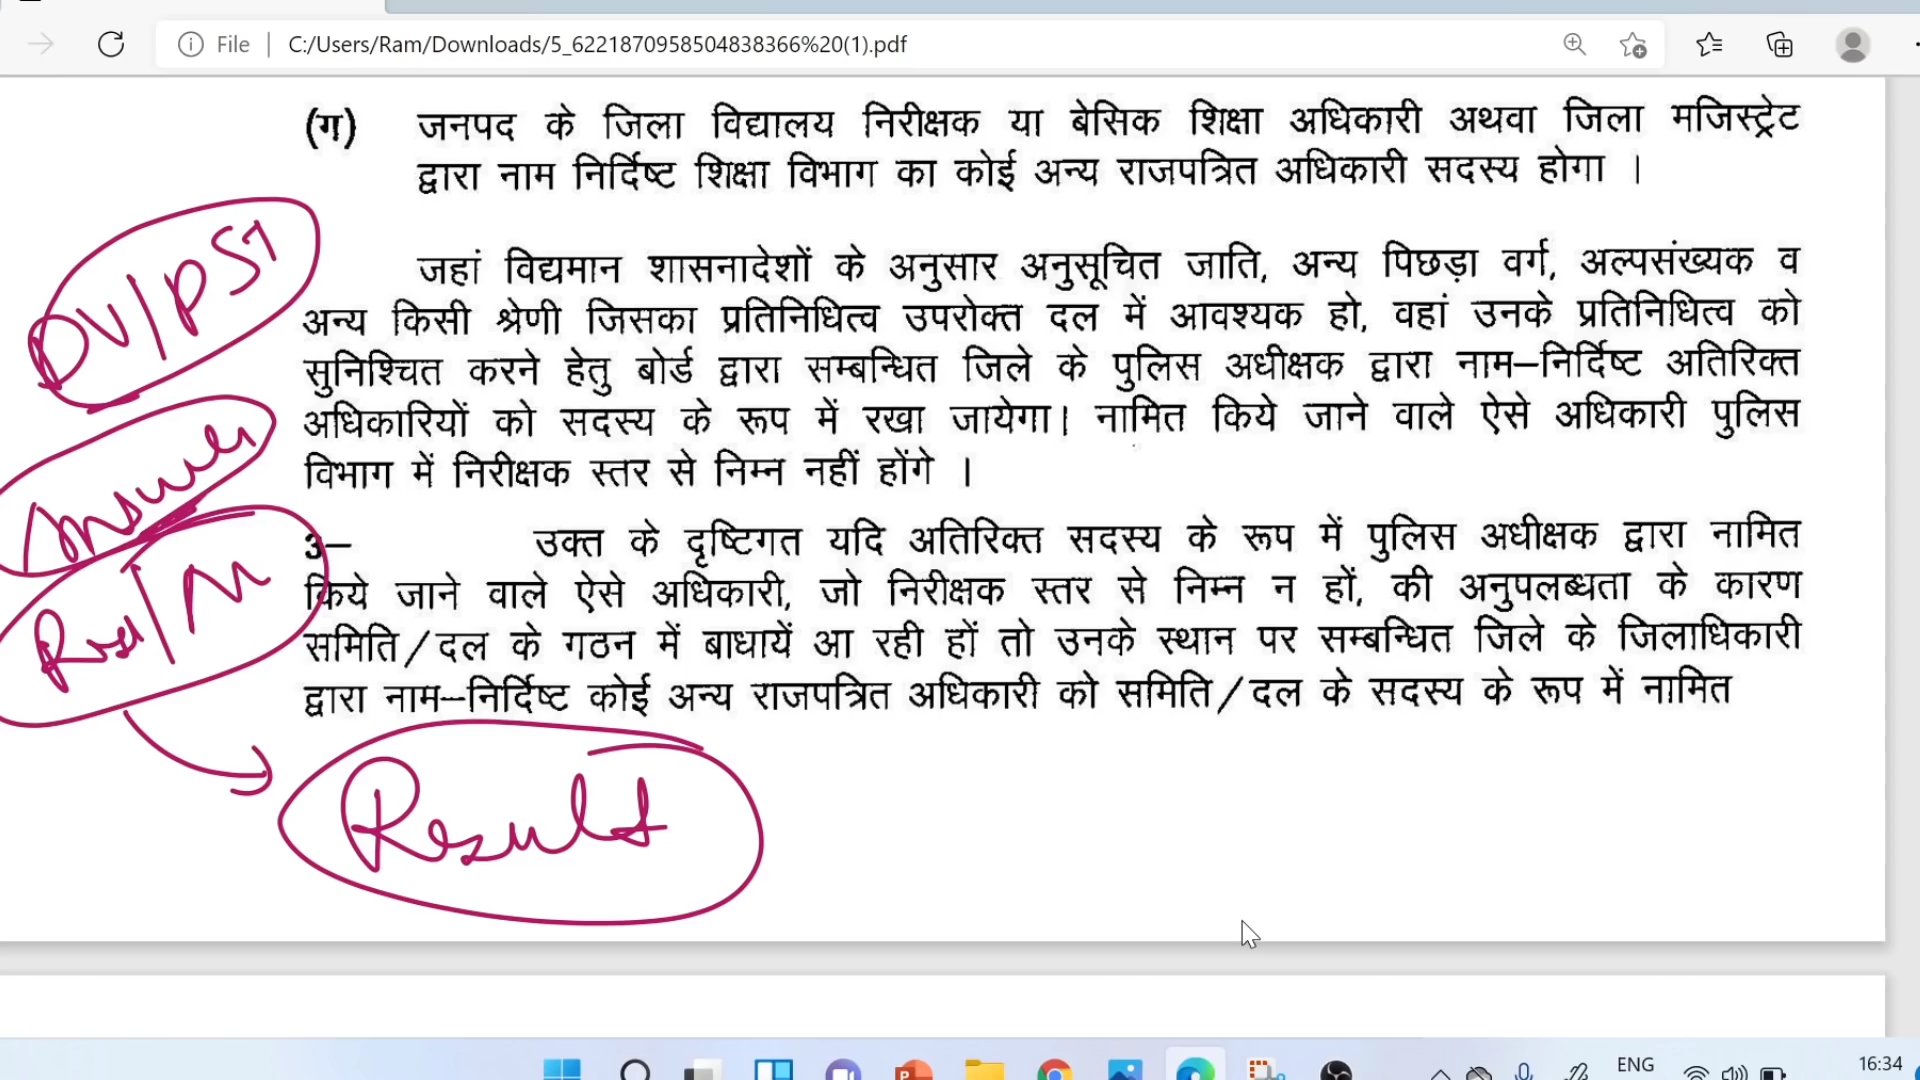 File
C:/Users/Ram/Downloads/5_6221870958504838366%20(1).pdf
(ग) जनपद के जिला विद्यालय निरीक्षक या बेसिक शिक्षा अधिकारी अथवा जिला मजिस्ट्रेट
द्वारा नाम निर्दिष्ट शिक्षा विभाग का कोई अन्य राजपत्रित अधिकारी सदस्य होगा ।
जहां विद्यमान शासनादेशों के अनुसार अनुसूचित जाति, अन्य पिछड़ा वर्ग, अल्पसंख्यक व
अन्य किसी श्रेणी जिसका प्रतिनिधित्व उपरोक्त दल में आवश्यक हो, वहां उनके प्रतिनिधित्व को
सुनिश्चित करने हेतु बोर्ड द्वारा सम्बन्धित जिले के पुलिस अधीक्षक द्वारा नाम–निर्दिष्ट अतिरिक्त
अधिकारियों को सदस्य के रूप में रखा जायेगा। नामित किये जाने वाले ऐसे अधिकारी पुलिस
विभाग में निरीक्षक स्तर से निम्न नहीं होंगे ।
3– उक्त के दृष्टिगत यदि अतिरिक्त सदस्य के रूप में पुलिस अधीक्षक द्वारा नामित
किये जाने वाले ऐसे अधिकारी, जो निरीक्षक स्तर से निम्न न हों, की अनुपलब्धता के कारण
समिति/दल के गठन में बाधायें आ रही हों तो उनके स्थान पर सम्बन्धित जिले के जिलाधिकारी
द्वारा नाम–निर्दिष्ट कोई अन्य राजपत्रित अधिकारी को समिति/दल के सदस्य के रूप में नामित
DV/PST
Answer
Result
ENG
16:34